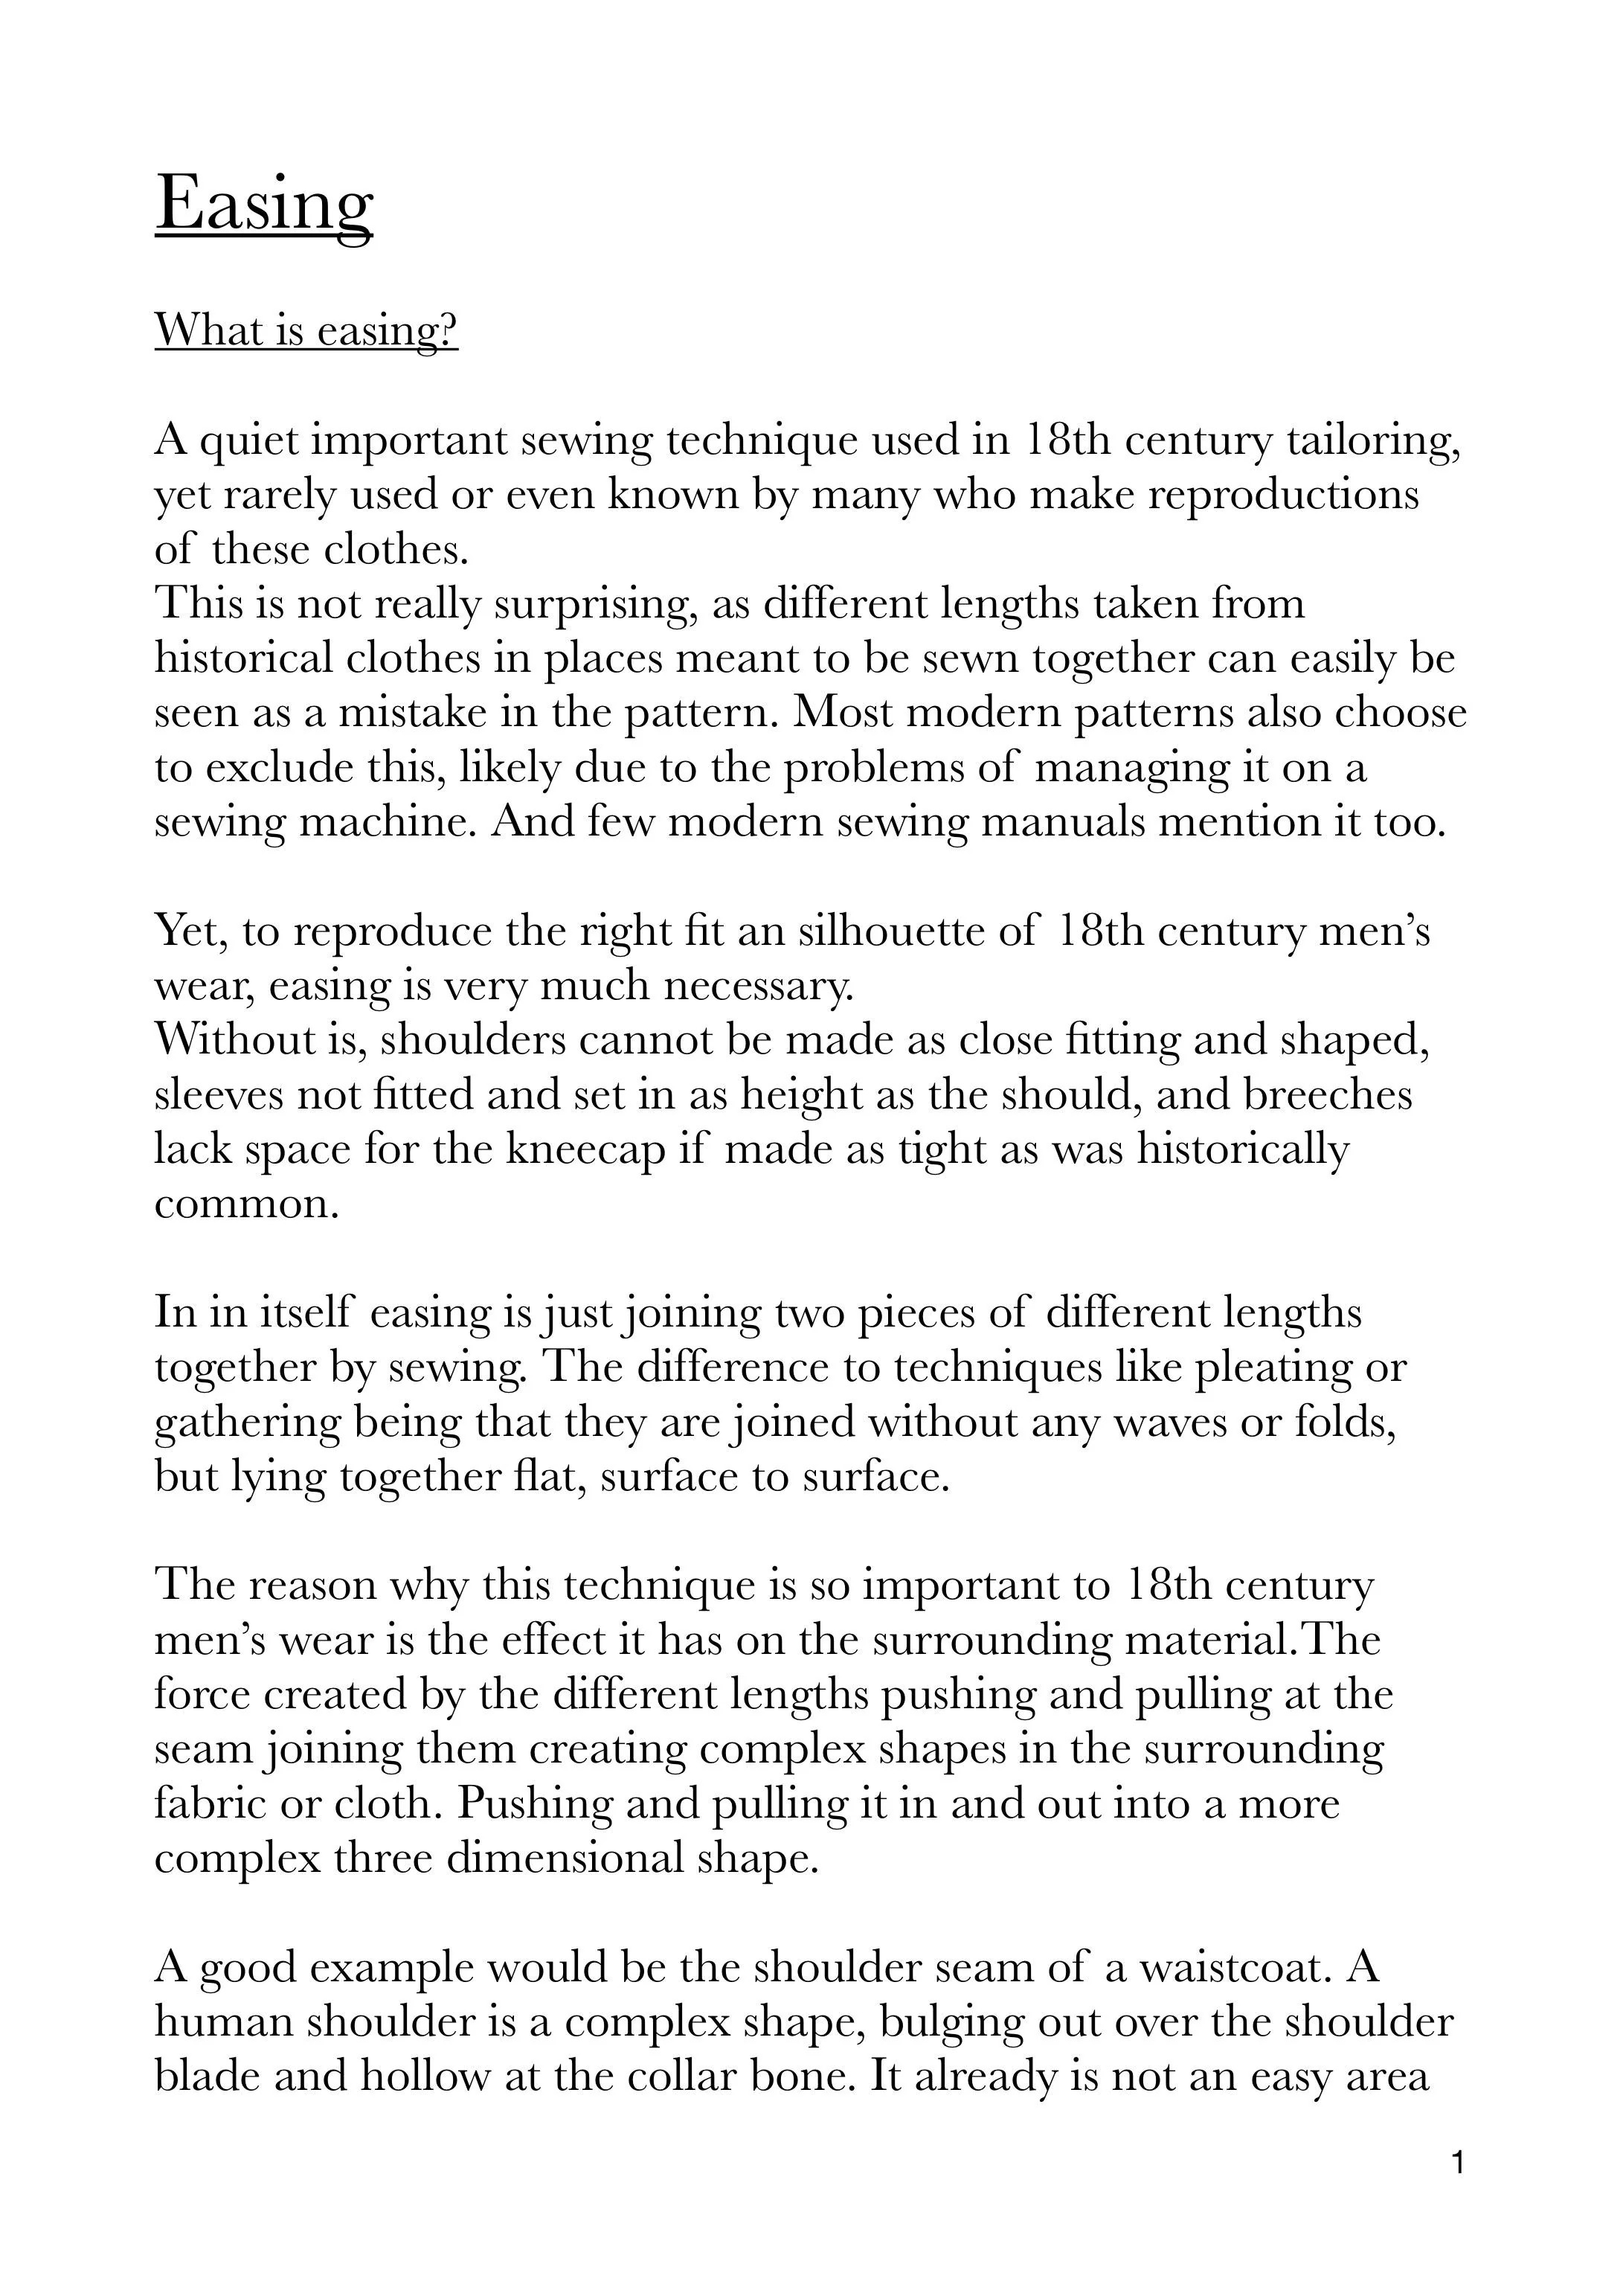 Easing
What is easing?
A quiet important sewing technique used in 18th century tailoring,
yet rarely used or even known by many who make reproductions
of these clothes.
This is not really surprising, as different lengths taken from
historical clothes in places meant to be sewn together can easily be
seen as a mistake in the pattern. Most modern patterns also choose
to exclude this, likely due to the problems of managing it on a
sewing machine. And few modern sewing manuals mention it too.
Yet, to reproduce the right fit an silhouette of 18th century men’s
wear, easing is very much necessary.
Without is, shoulders cannot be made as close fitting and shaped,
sleeves not fitted and set in as height as the should, and breeches
lack space for the kneecap if made as tight as was historically
common.
In in itself easing is just joining two pieces of different lengths
together by sewing. The difference to techniques like pleating or
gathering being that they are joined without any waves or folds,
but lying together flat, surface to surface.
The reason why this technique is so important to 18th century
men’s wear is the effect it has on the surrounding material.The
force created by the different lengths pushing and pulling at the
seam joining them creating complex shapes in the surrounding
fabric or cloth. Pushing and pulling it in and out into a more
complex three dimensional shape.
A good example would be the shoulder seam of a waistcoat. A
human shoulder is a complex shape, bulging out over the shoulder
blade and hollow at the collar bone. It already is not an easy area
1